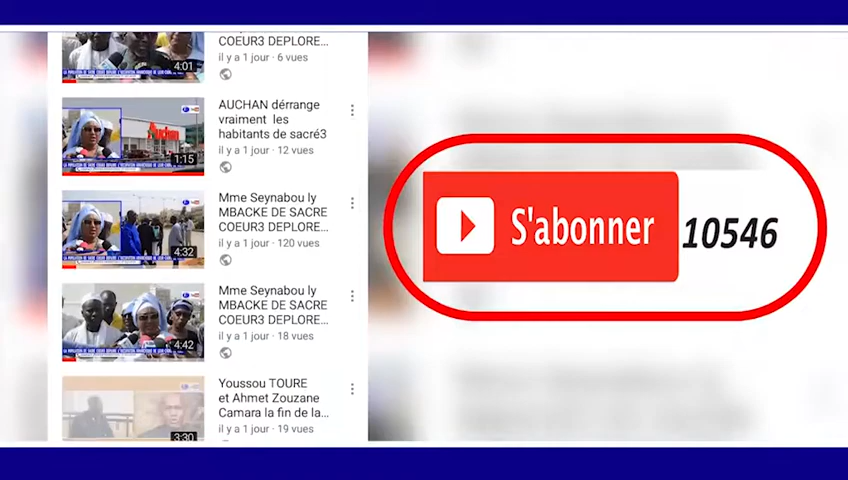 COEUR3 DEPLORE...
il y a 1 jour · 6 vues
4:01
AUCHAN dérrange
vraiment les
habitants de sacré3
il y a 1 jour · 12 vues
Auchan
1:15
Mme Seynabou ly
MBACKE DE SACRE
COEUR3 DEPLORE...
il y a 1 jour · 120 vues
4:32
Mme Seynabou ly
MBACKE DE SACRE
COEUR3 DEPLORE...
il y a 1 jour · 18 vues
4:42
Youssou TOURE
et Ahmet Zouzane
Camara la fin de la...
il y a 1 jour · 19 vues
3:30
S'abonner
10546